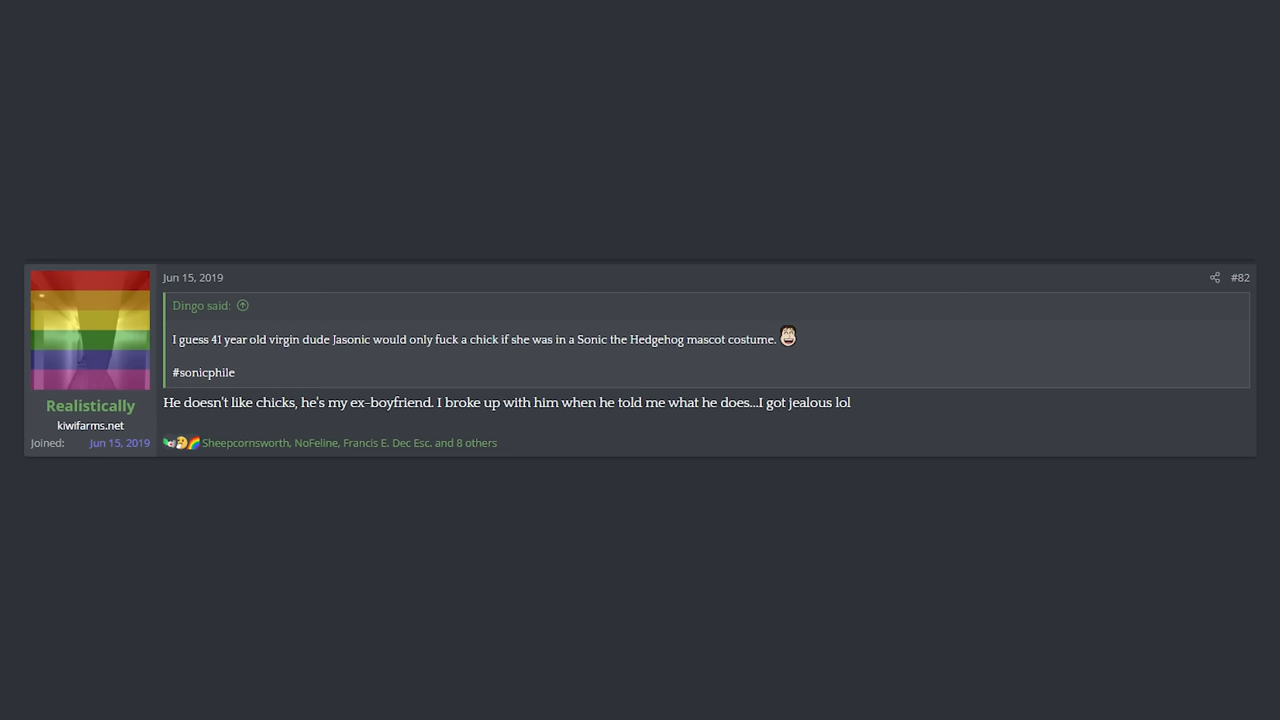 Jun 15, 2019
#82
Dingo said:
I guess 41 year old virgin dude Jasonic would only fuck a chick if she was in a Sonic the Hedgehog mascot costume.
#sonicphile
He doesn't like chicks, he's my ex-boyfriend. I broke up with him when he told me what he does...I got jealous lol
Realistically
kiwifarms.net
Joined: Jun 15, 2019
Sheepcornsworth, NoFeline, Francis E. Dec Esc. and 8 others